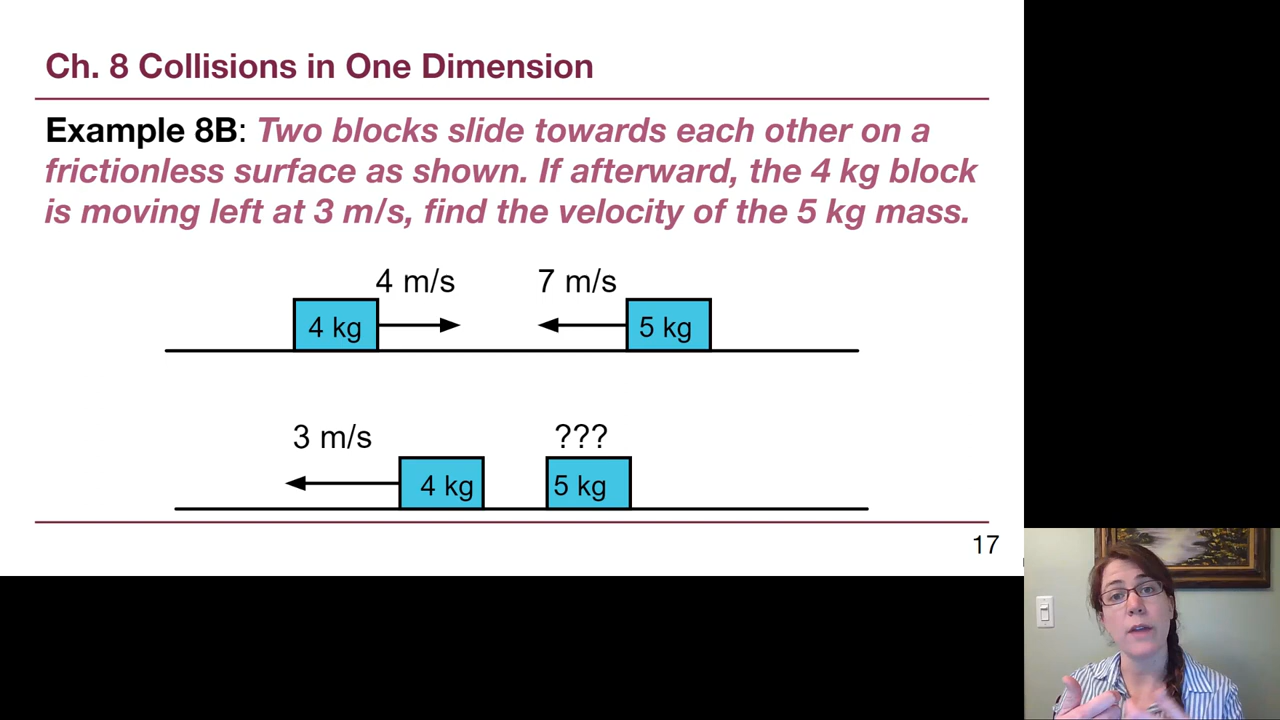 Ch. 8 Collisions in One Dimension
Example 8B: Two blocks slide towards each other on a
frictionless surface as shown. If afterward, the 4 kg block
is moving left at 3 m/s, find the velocity of the 5 kg mass.
4 m/s 7 m/s
4 kg 5 kg
3 m/s ???
4 kg 5 kg
17